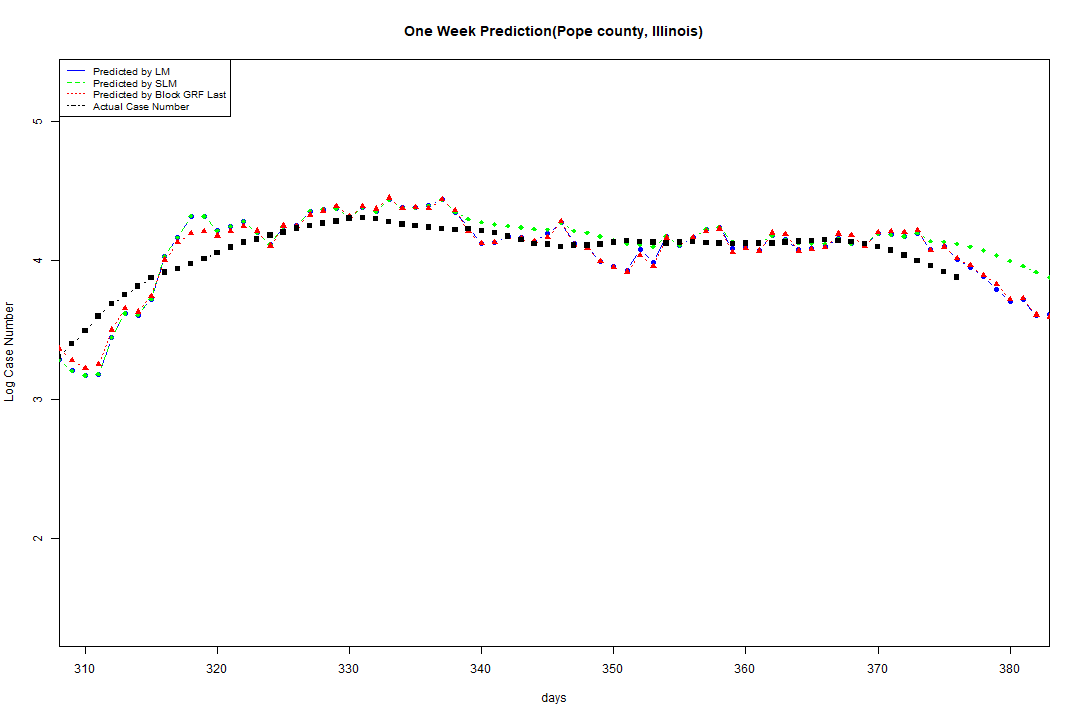 One Week Prediction(Pope county, Illinois)
Predicted by LM
Predicted by SLM
Predicted by Block GRF Last
Actual Case Number
5
4
3
2
Log Case Number
310 320 330 340 350 360 370 380
days